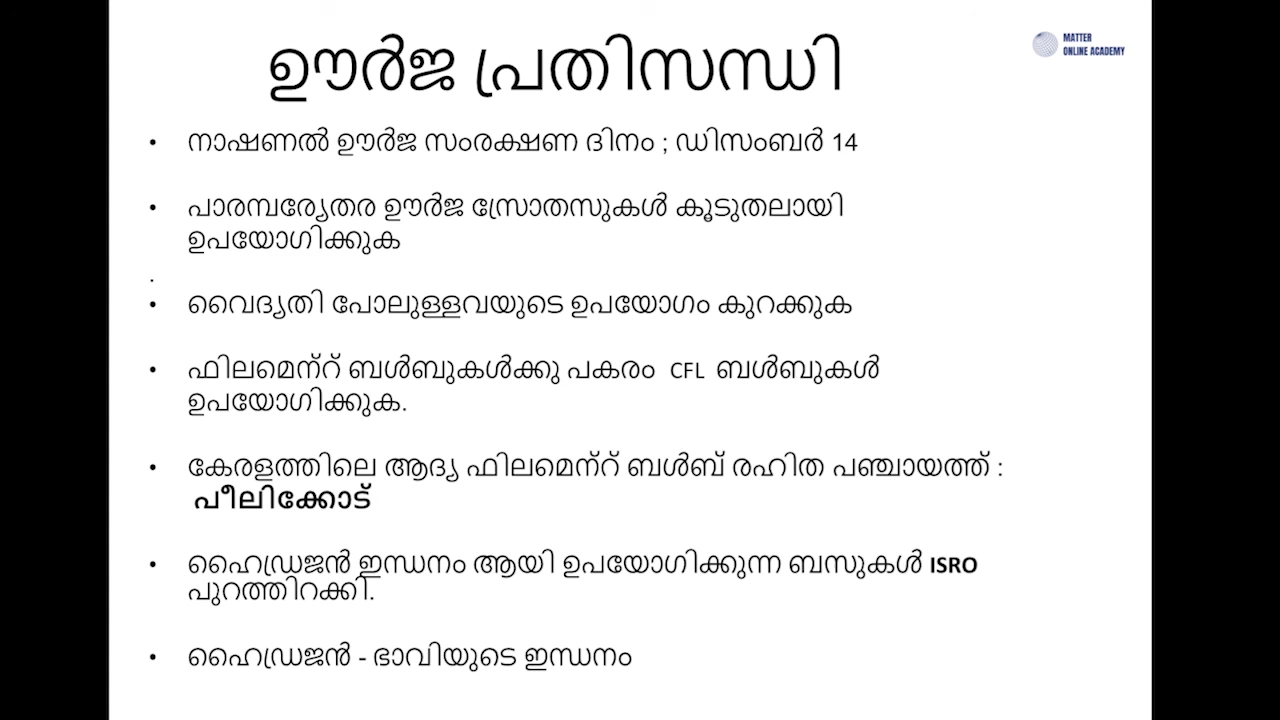 ഊർജ പ്രതിസന്ധി
MATTER
ONLINE ACADEMY
• നാഷണൽ ഊർജ സംരക്ഷണ ദിനം ; ഡിസംബർ 14
• പാരമ്പര്യേതര ഊർജ സ്രോതസുകൾ കൂടുതലായി
ഉപയോഗിക്കുക
.
• വൈദ്യതി പോലുള്ളവയുടെ ഉപയോഗം കുറക്കുക
• ഫിലമെന്റ് ബൾബുകൾക്കു പകരം CFL ബൾബുകൾ
ഉപയോഗിക്കുക.
• കേരളത്തിലെ ആദ്യ ഫിലമെന്റ് ബൾബ് രഹിത പഞ്ചായത്ത് :
പീലിക്കോട്
• ഹൈഡ്രജൻ ഇന്ധനം ആയി ഉപയോഗിക്കുന്ന ബസുകൾ ISRO
പുറത്തിറക്കി.
• ഹൈഡ്രജൻ - ഭാവിയുടെ ഇന്ധനം